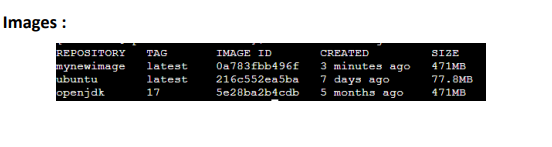 Images :
REPOSITORY TAG IMAGE ID CREATED SIZE
mynewimage latest 0a783fbb496f 3 minutes ago 471MB
ubuntu latest 216c552ea5ba 7 days ago 77.8MB
openjdk 17 5e28ba2b4cdb 5 months ago 471MB